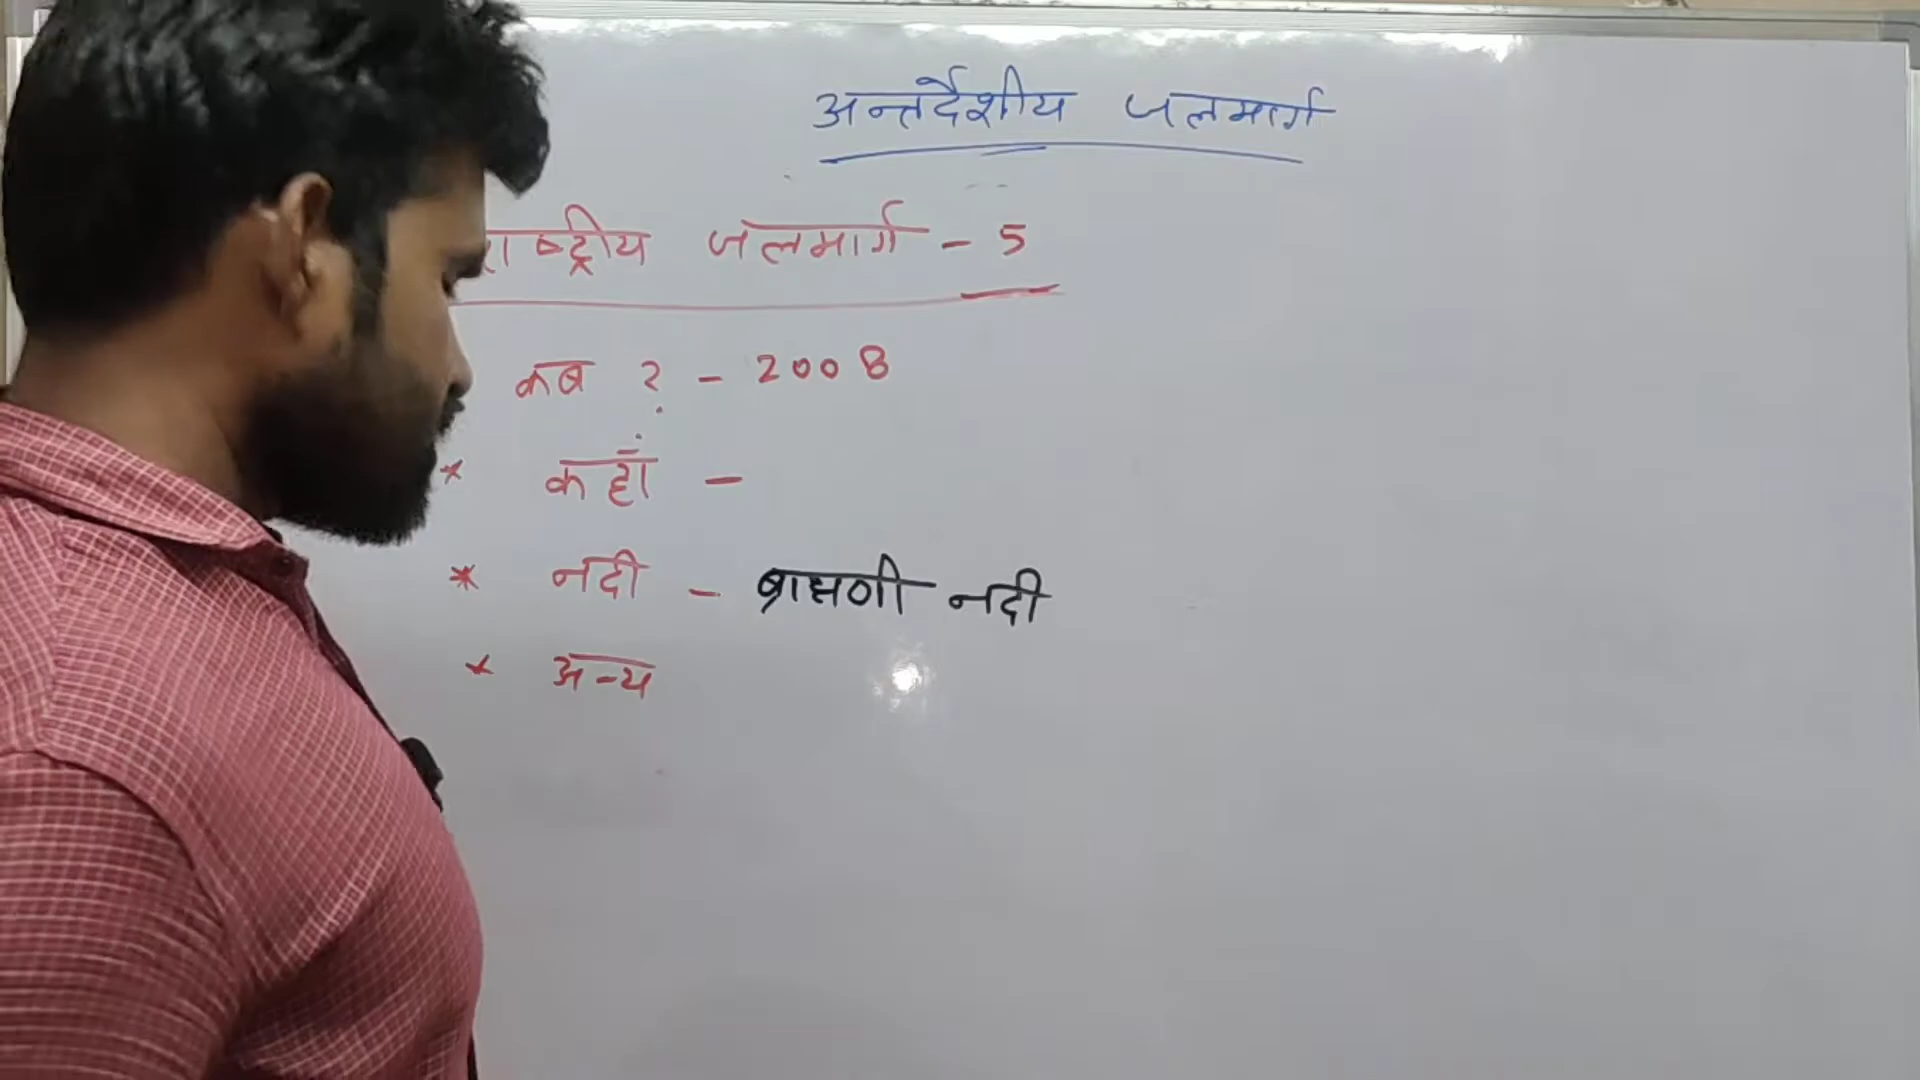 अन्तर्देशीय जलमार्ग
राष्ट्रीय जलमार्ग - 5
कब ? - 2008
* कहाँ -
* नदी - ब्राह्मणी नदी
* अन्य